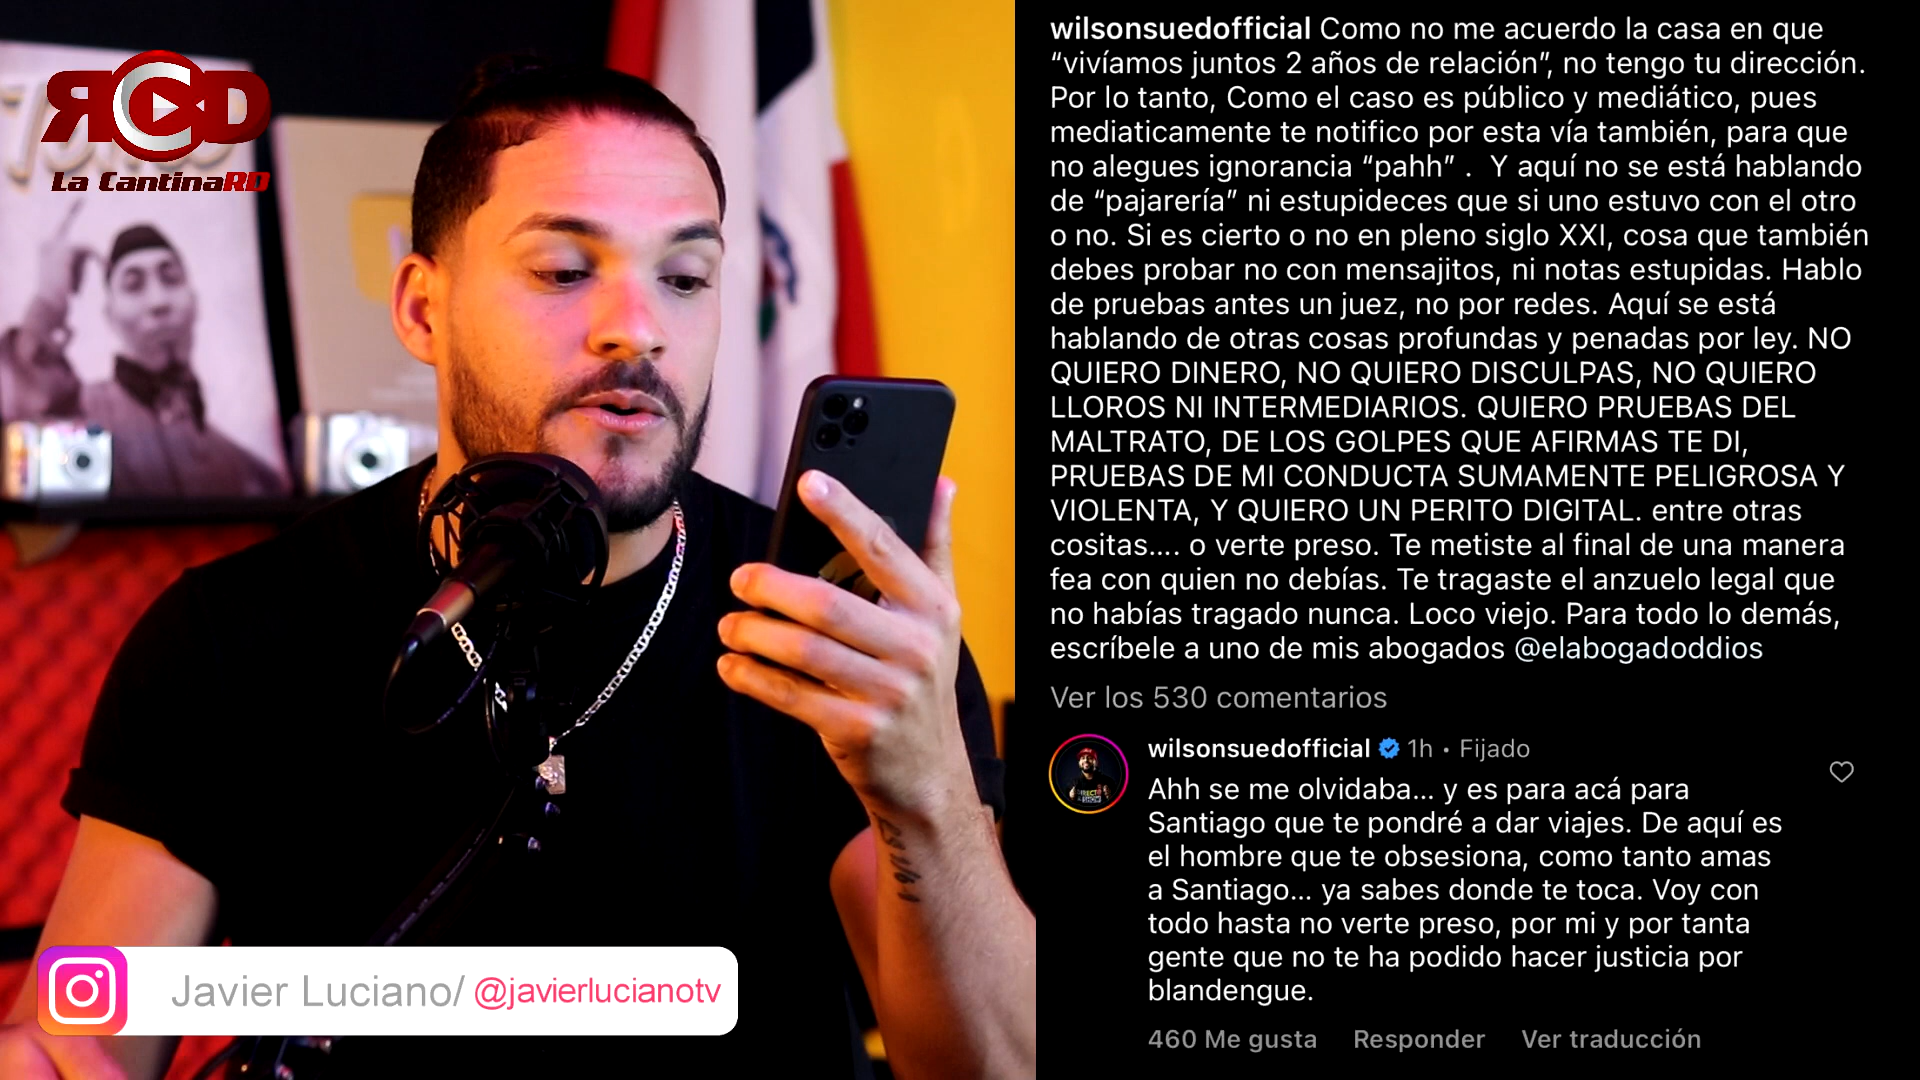 RCD
La CantinaRD
wilsonsuedofficial Como no me acuerdo la casa en que
“vivíamos juntos 2 años de relación”, no tengo tu dirección.
Por lo tanto, Como el caso es público y mediático, pues
mediaticamente te notifico por esta vía también, para que
no alegues ignorancia “pahh” .  Y aquí no se está hablando
de “pajarería” ni estupideces que si uno estuvo con el otro
o no. Si es cierto o no en pleno siglo XXI, cosa que también
debes probar no con mensajitos, ni notas estupidas. Hablo
de pruebas antes un juez, no por redes. Aquí se está
hablando de otras cosas profundas y penadas por ley. NO
QUIERO DINERO, NO QUIERO DISCULPAS, NO QUIERO
LLOROS NI INTERMEDIARIOS. QUIERO PRUEBAS DEL
MALTRATO, DE LOS GOLPES QUE AFIRMAS TE DI,
PRUEBAS DE MI CONDUCTA SUMAMENTE PELIGROSA Y
VIOLENTA, Y QUIERO UN PERITO DIGITAL. entre otras
cositas.... o verte preso. Te metiste al final de una manera
fea con quien no debías. Te tragaste el anzuelo legal que
no habías tragado nunca. Loco viejo. Para todo lo demás,
escríbele a uno de mis abogados @elabogadoddios
Ver los 530 comentarios
wilsonsuedofficial 1h • Fijado
Ahh se me olvidaba... y es para acá para
Santiago que te pondré a dar viajes. De aquí es
el hombre que te obsesiona, como tanto amas
a Santiago... ya sabes donde te toca. Voy con
todo hasta no verte preso, por mi y por tanta
gente que no te ha podido hacer justicia por
blandengue.
460 Me gusta Responder Ver traducción
Javier Luciano/ @javierlucianotv